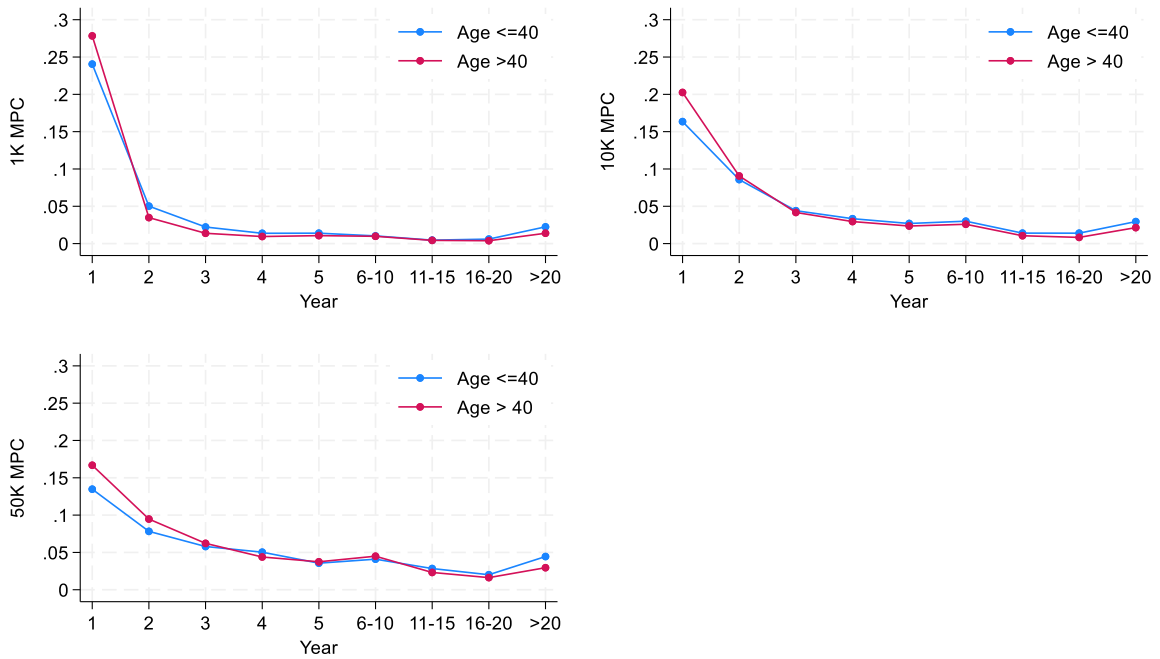 1K MPC
.3
.25
.2
.15
.1
.05
0
Age <=40
Age >40
1 2 3 4 5 6-10 11-15 16-20 >20
Year
10K MPC
.3
.25
.2
.15
.1
.05
0
Age <=40
Age > 40
1 2 3 4 5 6-10 11-15 16-20 >20
Year
50K MPC
.3
.25
.2
.15
.1
.05
0
Age <=40
Age > 40
1 2 3 4 5 6-10 11-15 16-20 >20
Year